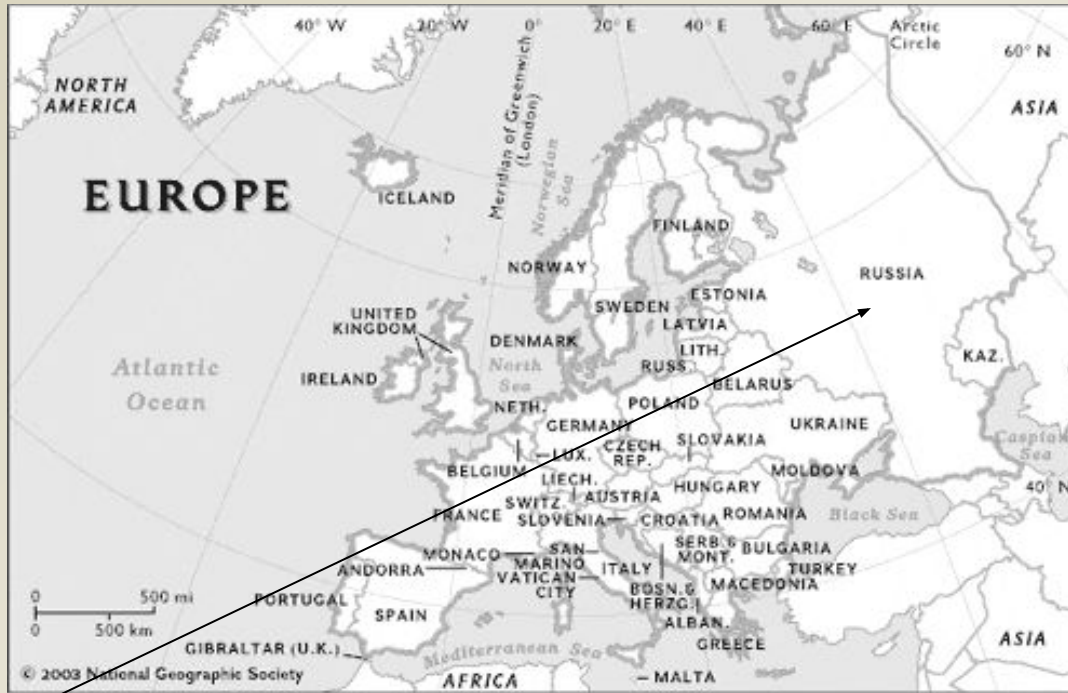 40° W
20° W
0°
20° E
40° E
60° E
Arctic
Circle
60° N
NORTH
AMERICA
ASIA
Meridian of Greenwich
(London)
Norwegian
Sea
EUROPE
ICELAND
FINLAND
NORWAY
RUSSIA
SWEDEN
ESTONIA
UNITED
KINGDOM
LATVIA
DENMARK
LITH.
KAZ.
North
Sea
RUSS.
Atlantic
Ocean
IRELAND
BELARUS
NETH.
POLAND
GERMANY
UKRAINE
LUX.
CZECH
REP.
SLOVAKIA
Caspian
Sea
BELGIUM
LIECH.
MOLDOVA
AUSTRIA
HUNGARY
40° N
SWITZ.
FRANCE
SLOVENIA
CROATIA
ROMANIA
Black Sea
MONACO
SAN
MARINO
SERB. &
MONT.
BULGARIA
ANDORRA
VATICAN
CITY
ITALY
TURKEY
MACEDONIA
BOSN. &
HERZG.
0 500 mi
0 500 km
PORTUGAL
SPAIN
ALBAN.
GREECE
ASIA
GIBRALTAR (U.K.)
Mediterranean Sea
© 2003 National Geographic Society
AFRICA
MALTA